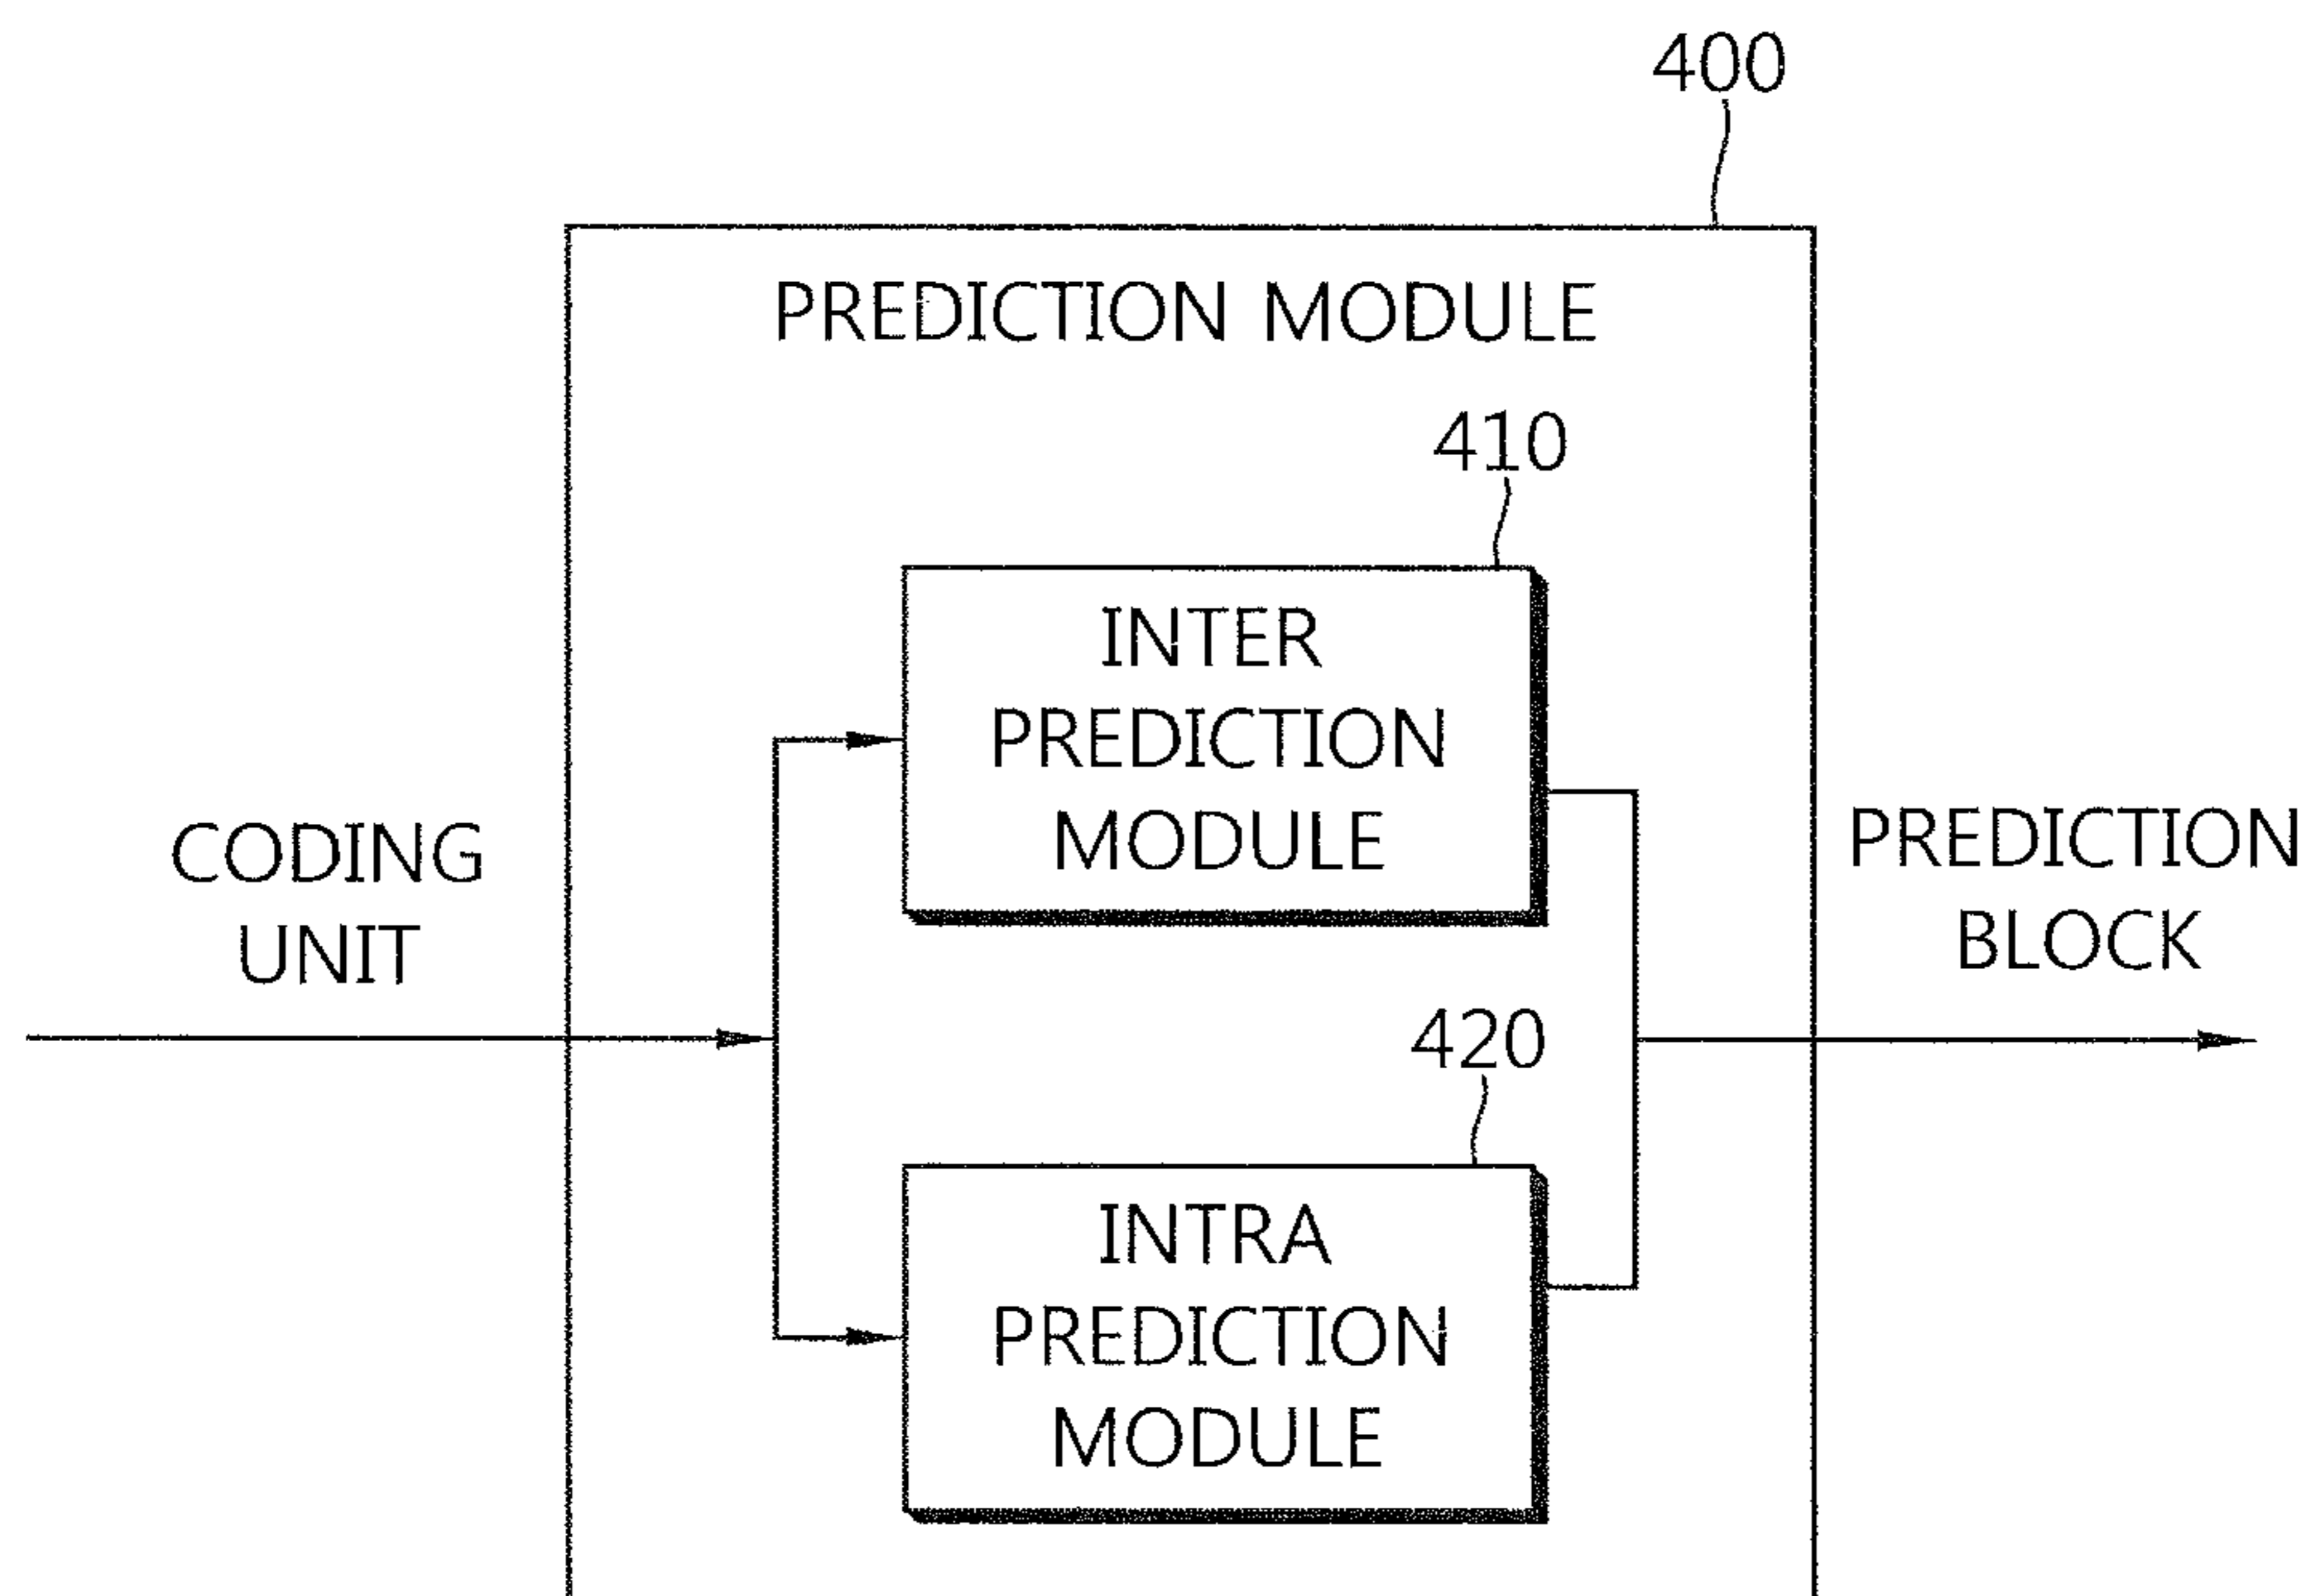 400
PREDICTION MODULE
410
INTER
PREDICTION
MODULE
CODING
UNIT
PREDICTION
BLOCK
420
INTRA
PREDICTION
MODULE